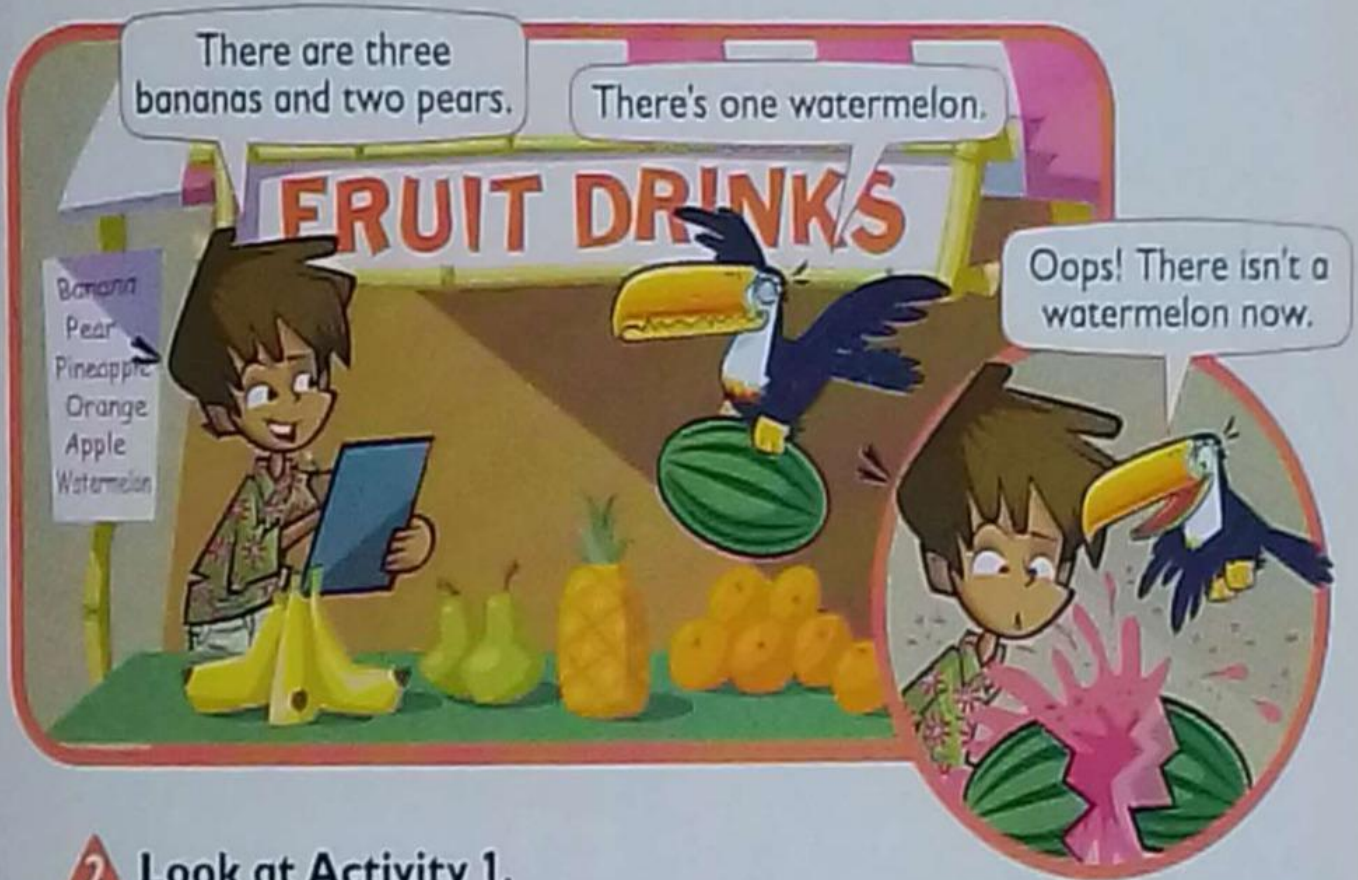 There are three
bananas and two pears.
There's one watermelon.
FRUIT DRINKS
Oops! There isn't a
watermelon now.
Banana
Pear
Pineapple
Orange
Apple
Watermelon
2 Look at Activity 1.